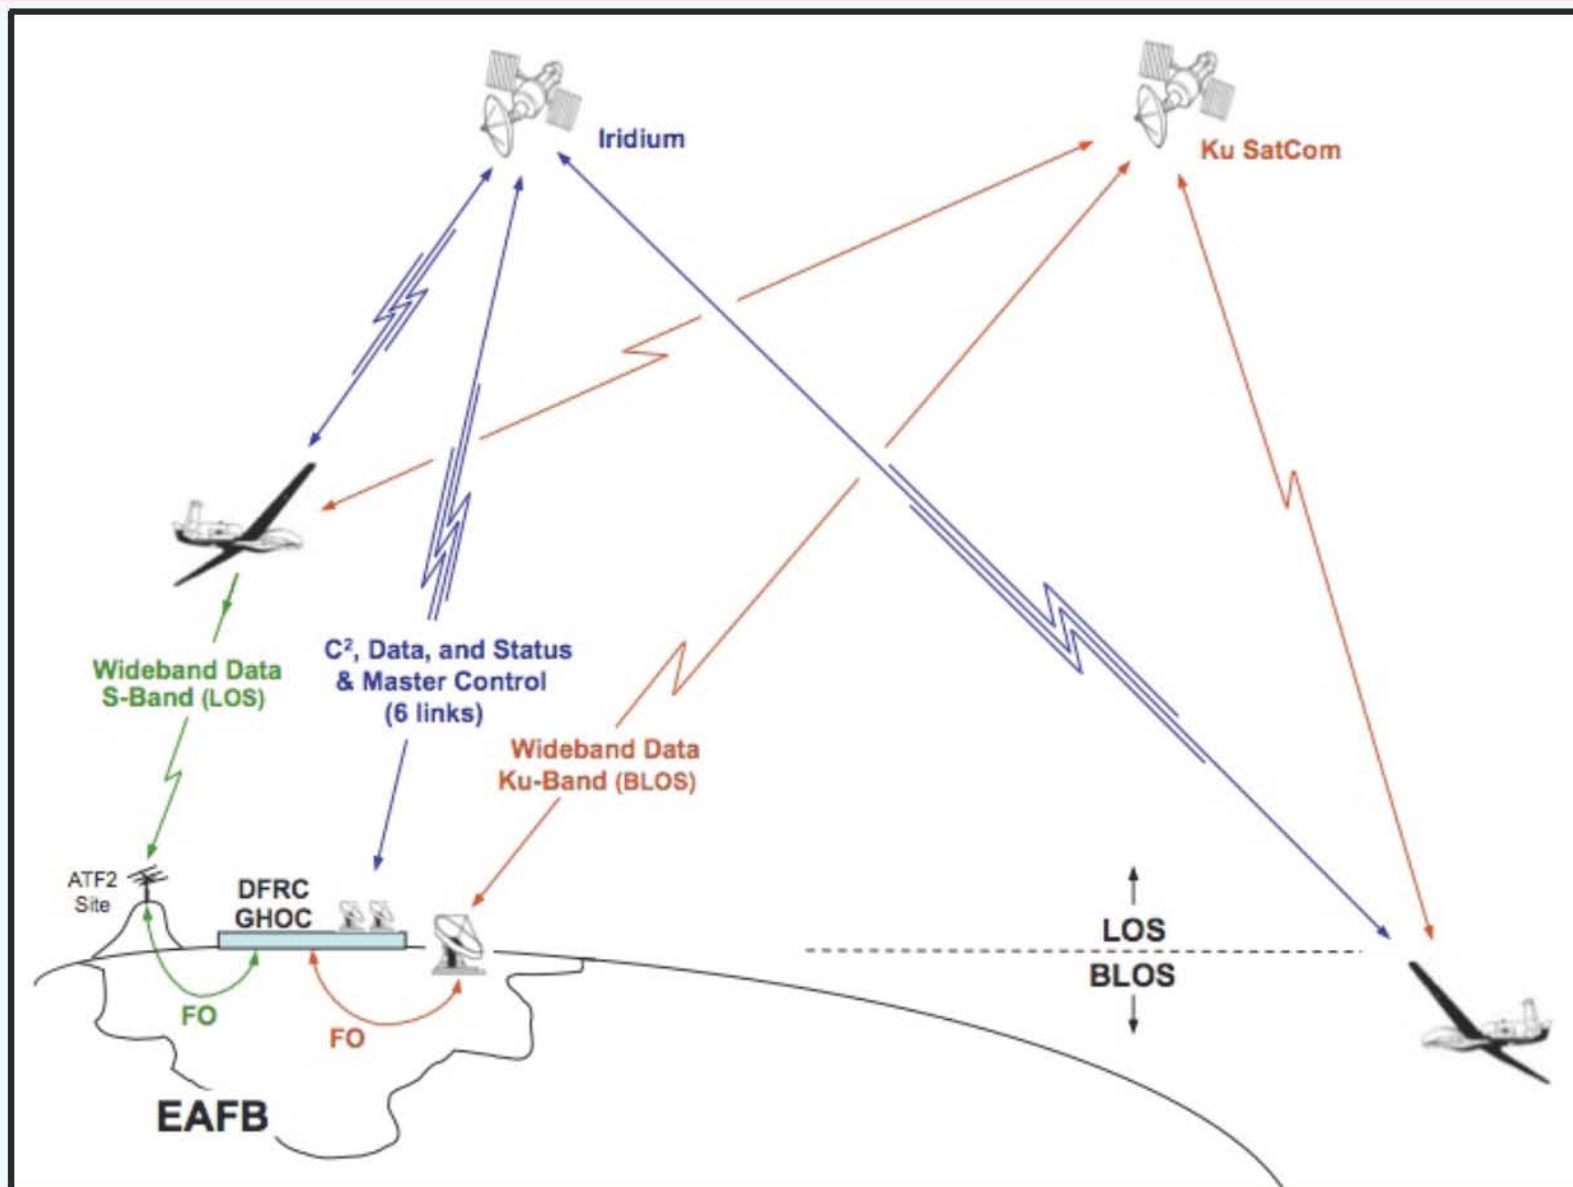 Iridium
Ku SatCom
Wideband Data
S-Band (LOS)
C², Data, and Status
& Master Control
(6 links)
Wideband Data
Ku-Band (BLOS)
ATF2
Site
DFRC
GHOC
LOS
BLOS
FO
FO
EAFB